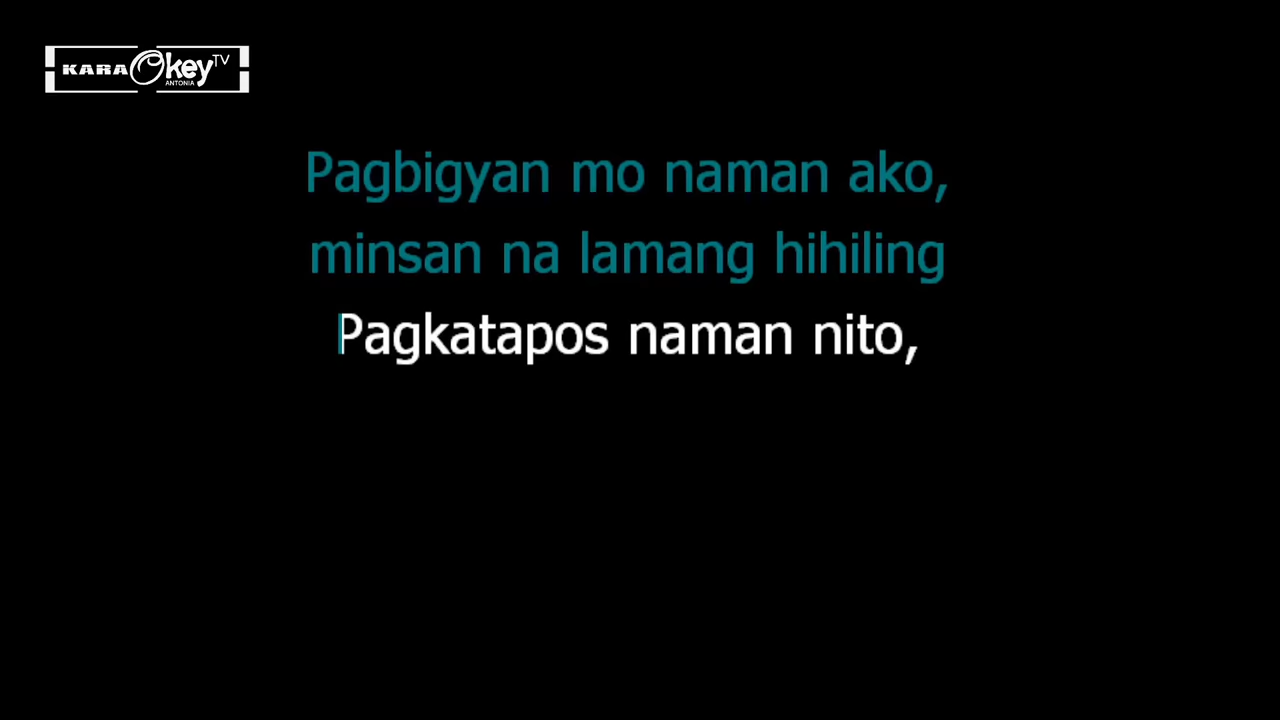 KARAOkey TV
ANTONIA
Pagbigyan mo naman ako,
minsan na lamang hihiling
Pagkatapos naman nito,